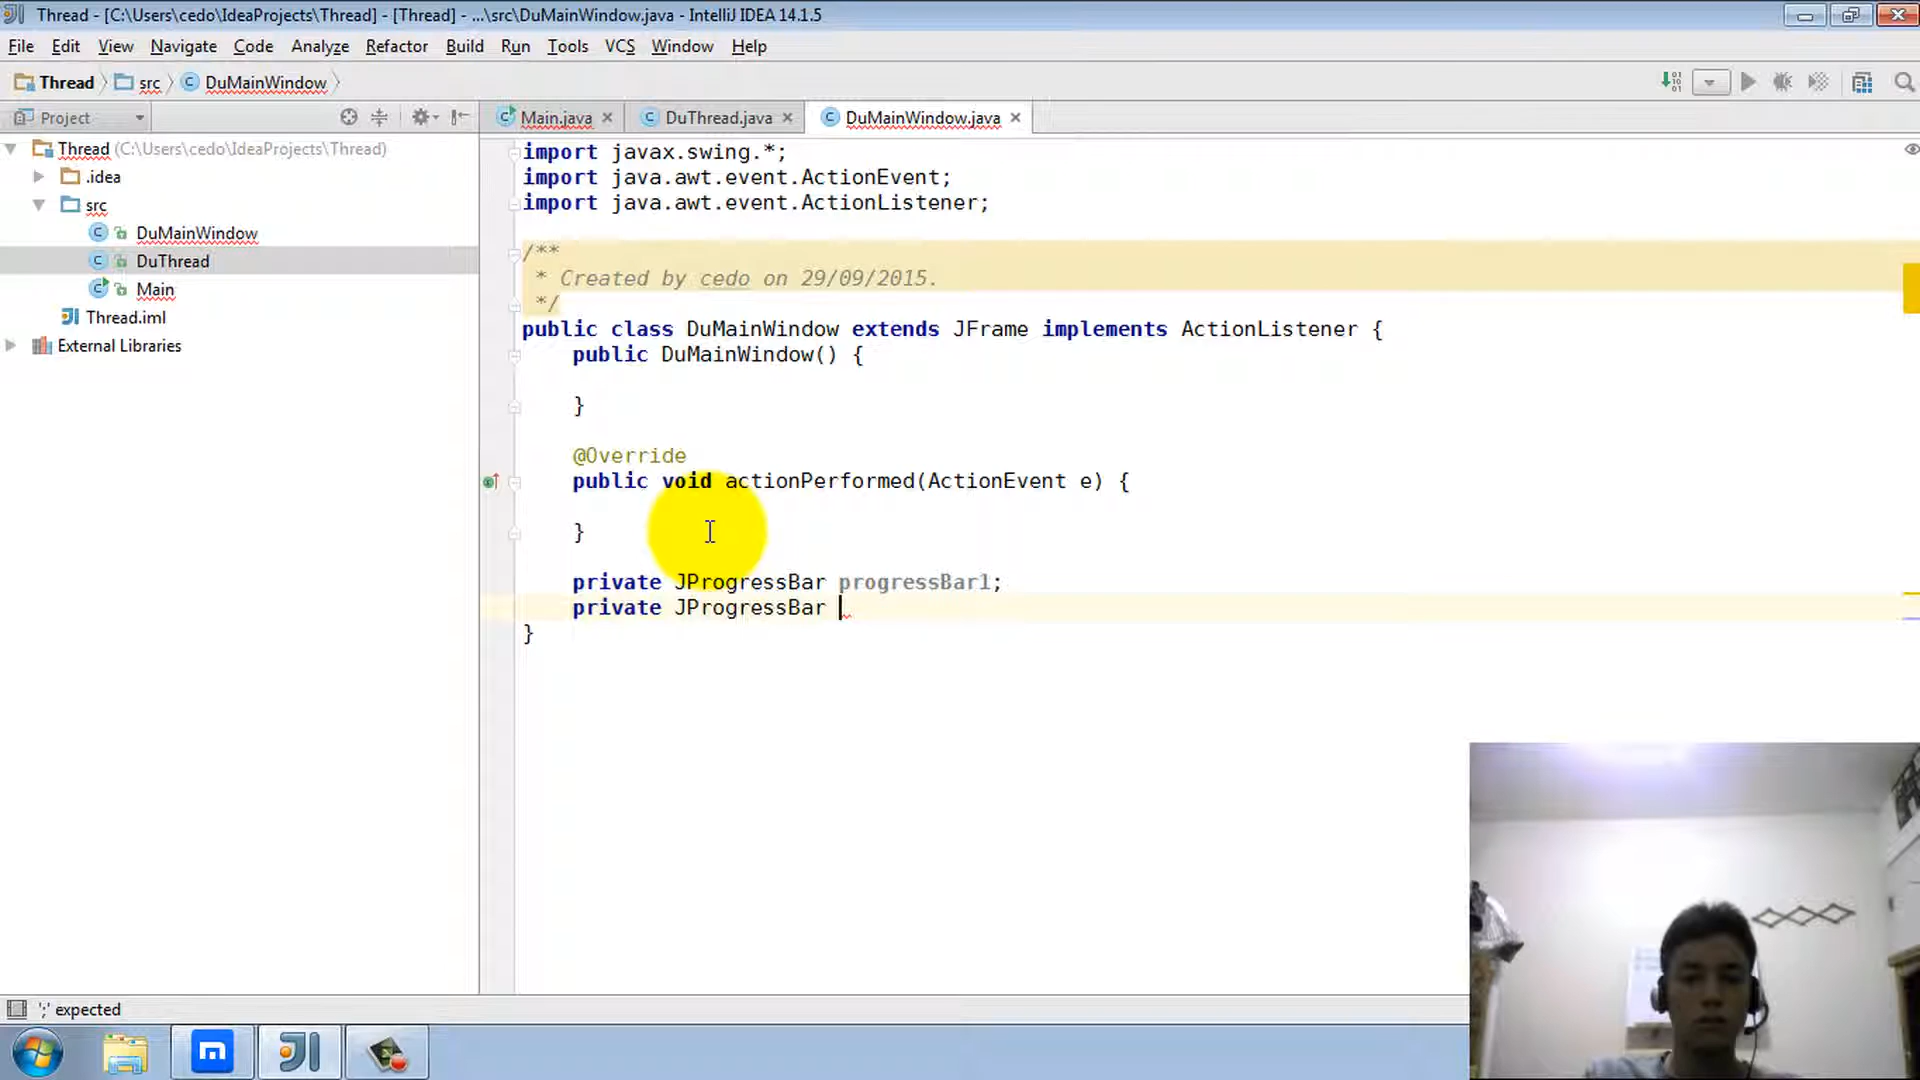 Thread - [C:\Users\cedo\IdeaProjects\Thread] - [Thread] - ...\src\DuMainWindow.java - IntelliJ IDEA 14.1.5
File Edit View Navigate Code Analyze Refactor Build Run Tools VCS Window Help
Thread src DuMainWindow
Project
Main.java DuThread.java DuMainWindow.java
Thread (C:\Users\cedo\IdeaProjects\Thread)
.idea
src
DuMainWindow
DuThread
Main
Thread.iml
External Libraries
import javax.swing.*;
import java.awt.event.ActionEvent;
import java.awt.event.ActionListener;
/**
* Created by cedo on 29/09/2015.
*/
public class DuMainWindow extends JFrame implements ActionListener {
public DuMainWindow() {
}
@Override
public void actionPerformed(ActionEvent e) {
}
private JProgressBar progressBar1;
private JProgressBar
}
';' expected